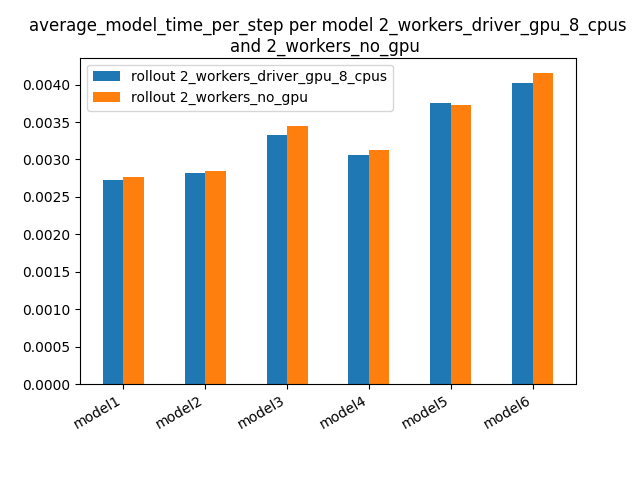 average_model_time_per_step per model 2_workers_driver_gpu_8_cpus
and 2_workers_no_gpu
rollout 2_workers_driver_gpu_8_cpus
rollout 2_workers_no_gpu
0.0040
0.0035
0.0030
0.0025
0.0020
0.0015
0.0010
0.0005
0.0000
model1
model2
model3
model4
model5
model6